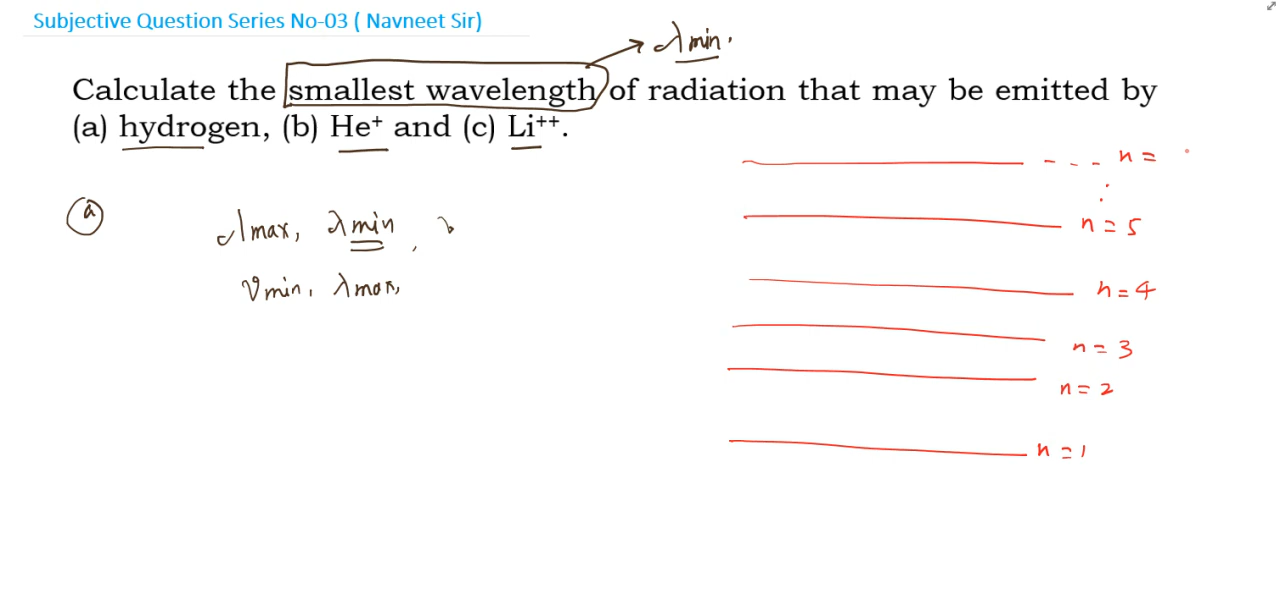 Subjective Question Series No-03 ( Navneet Sir)
λmin.
Calculate the smallest wavelength of radiation that may be emitted by
(a) hydrogen, (b) He⁺ and (c) Li⁺⁺.
n =
a
λmax, λmin,
n = 5
νmin, λmax,
n = 4
n = 3
n = 2
n = 1